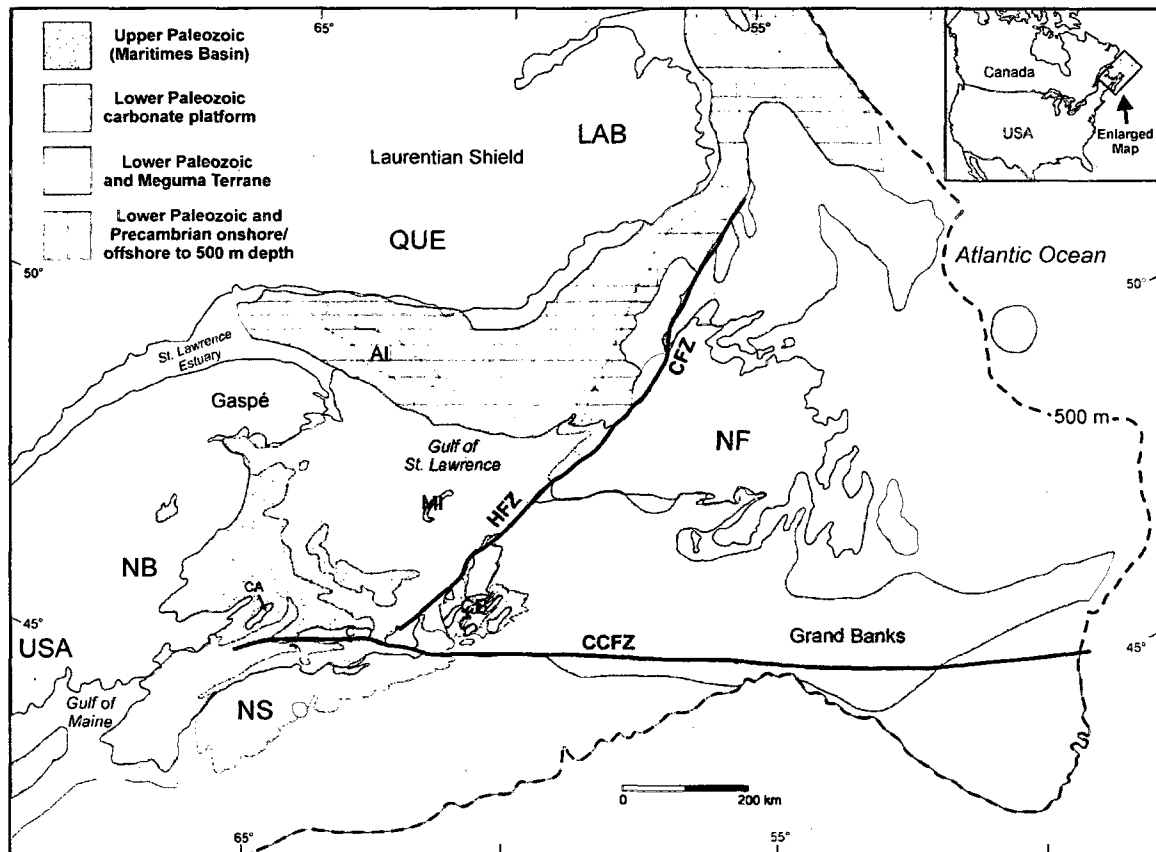 65°
55°
Upper Paleozoic
(Maritimes Basin)
Lower Paleozoic
carbonate platform
Lower Paleozoic
and Meguma Terrane
Lower Paleozoic and
Precambrian onshore/
offshore to 500 m depth
Canada
USA
Enlarged
Map
LAB
Laurentian Shield
QUE
50°
Atlantic Ocean
50°
St. Lawrence
Estuary
AI
CFZ
Gaspé
500 m
Gulf of
St. Lawrence
NF
MI
HFZ
NB
CA
CB
45°
USA
C
CCFZ
Grand Banks
45°
Gulf of
Maine
NS
0
200 km
65°
55°